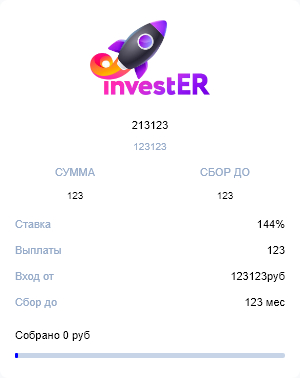 investER
213123
123123
СУММА СБОР ДО
123 123
Ставка 144%
Выплаты 123
Вход от 123123руб
Сбор до 123 мес
Собрано 0 руб